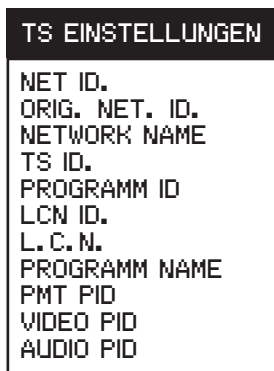 TS EINSTELLUNGEN
NET ID.
ORIG. NET. ID.
NETWORK NAME
TS ID.
PROGRAMM ID
LCN ID.
L.C.N.
PROGRAMM NAME
PMT PID
VIDEO PID
AUDIO PID